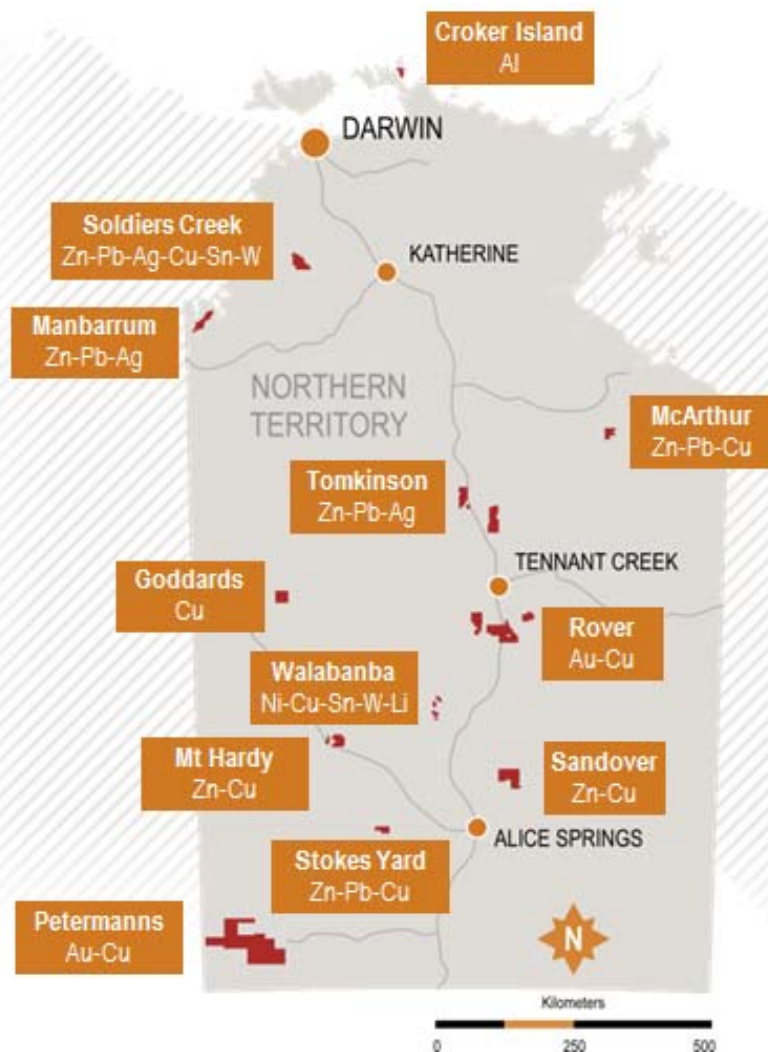 Croker Island
Al
DARWIN
Soldiers Creek
Zn-Pb-Ag-Cu-Sn-W
KATHERINE
Manbarrum
Zn-Pb-Ag
NORTHERN
TERRITORY
McArthur
Zn-Pb-Cu
Tomkinson
Zn-Pb-Ag
TENNANT CREEK
Goddards
Cu
Rover
Au-Cu
Walabanba
Ni-Cu-Sn-W-Li
Mt Hardy
Zn-Cu
Sandover
Zn-Cu
ALICE SPRINGS
Stokes Yard
Zn-Pb-Cu
Petermanns
Au-Cu
N
Kilometers
0 250 500